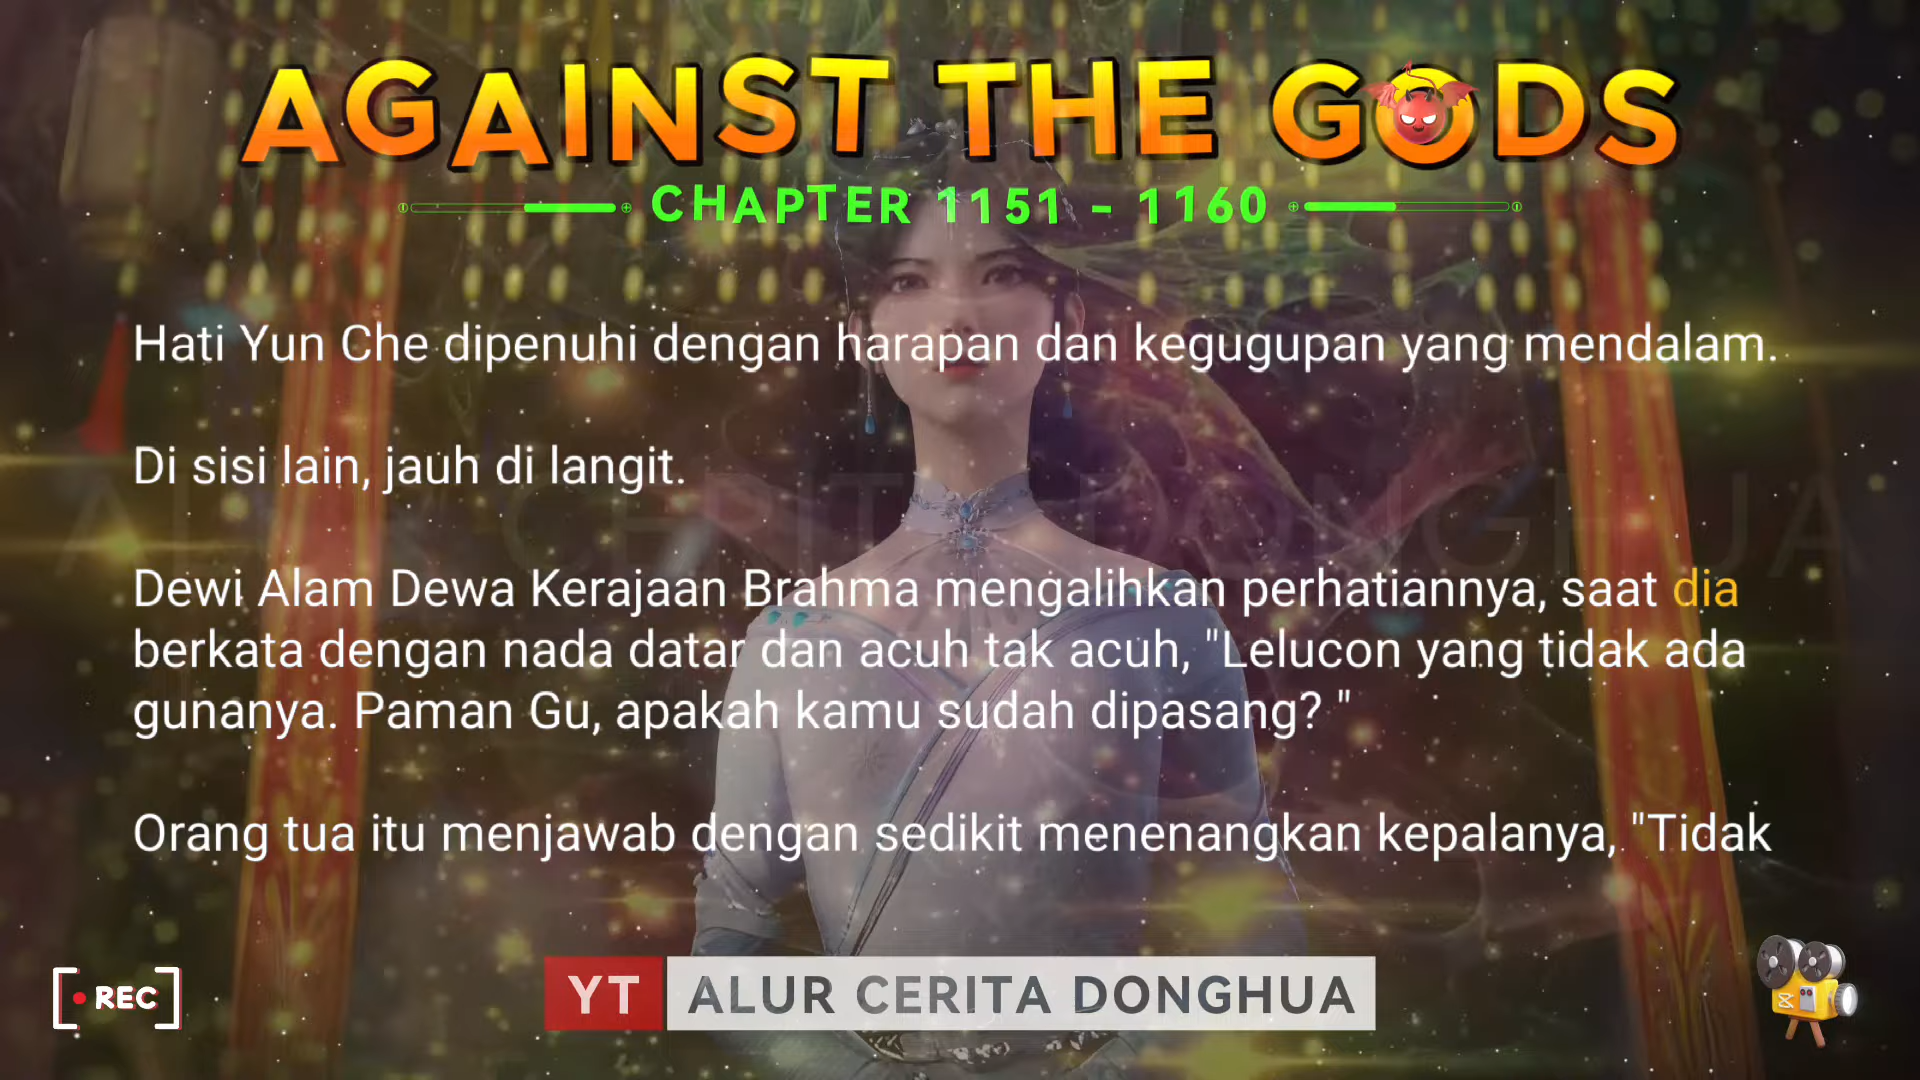 AGAINST THE GODS
CHAPTER 1151 - 1160
Hati Yun Che dipenuhi dengan harapan dan kegugupan yang mendalam.
Di sisi lain, jauh di langit.
Dewi Alam Dewa Kerajaan Brahma mengalihkan perhatiannya, saat dia
berkata dengan nada datar dan acuh tak acuh, "Lelucon yang tidak ada
gunanya. Paman Gu, apakah kamu sudah dipasang? "
Orang tua itu menjawab dengan sedikit menenangkan kepalanya, "Tidak
ALUR CERITA DONGHUA
REC
YT ALUR CERITA DONGHUA